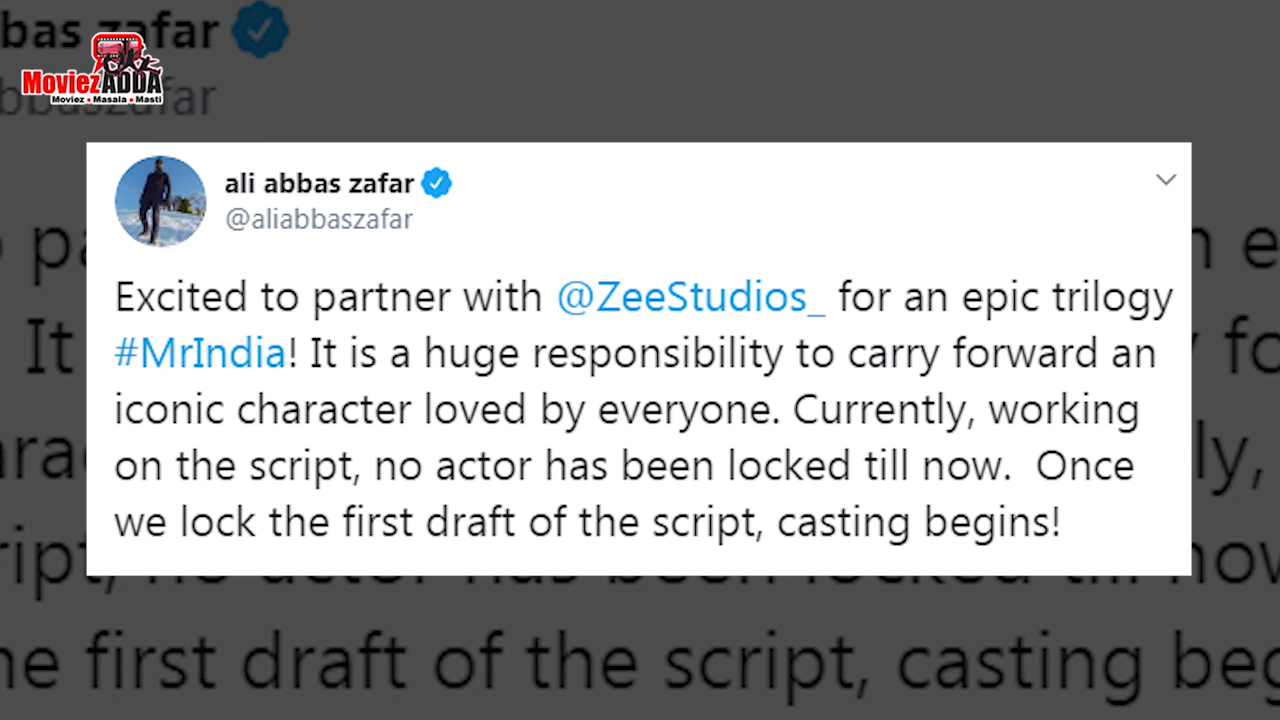 bas zafar
MoviezADDA
Moviez • Masala • Masti
bbaszafar
ali abbas zafar
@aliabbaszafar
Excited to partner with @ZeeStudios_ for an epic trilogy
#MrIndia! It is a huge responsibility to carry forward an
iconic character loved by everyone. Currently, working
on the script, no actor has been locked till now. Once
we lock the first draft of the script, casting begins!
he first draft of the script, casting beg